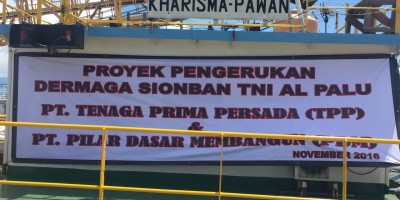 KHARISMA-PAWAN
PROYEK PENGERUKAN
DERMAGA SIONBAN TNI AL PALU
PT. TENAGA PRIMA PERSADA (TPP)
&
PT. PILAR DASAR MEMBANGUN
NOVEMBER 2016